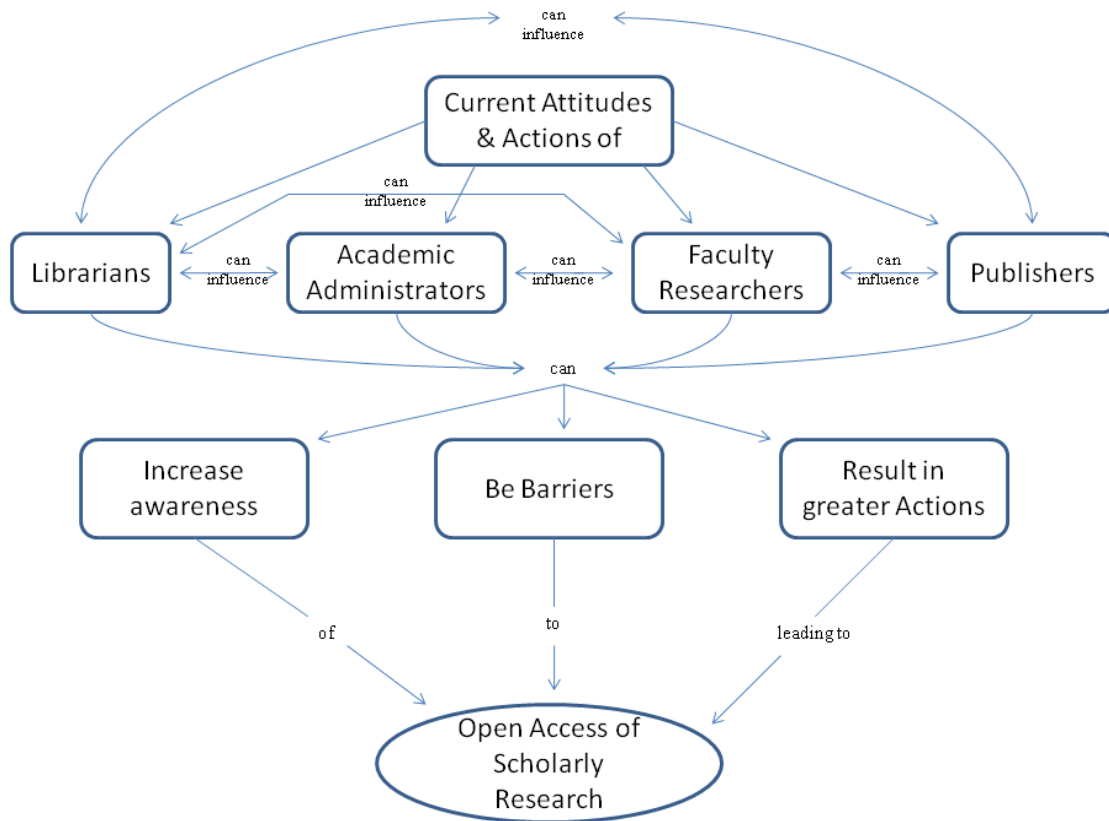 can
influence
Current Attitudes
& Actions of
can
influence
Librarians
can
influence
Academic
Administrators
can
influence
Faculty
Researchers
can
influence
Publishers
can
Increase
awareness
Be Barriers
Result in
greater Actions
of
to
leading to
Open Access of
Scholarly
Research